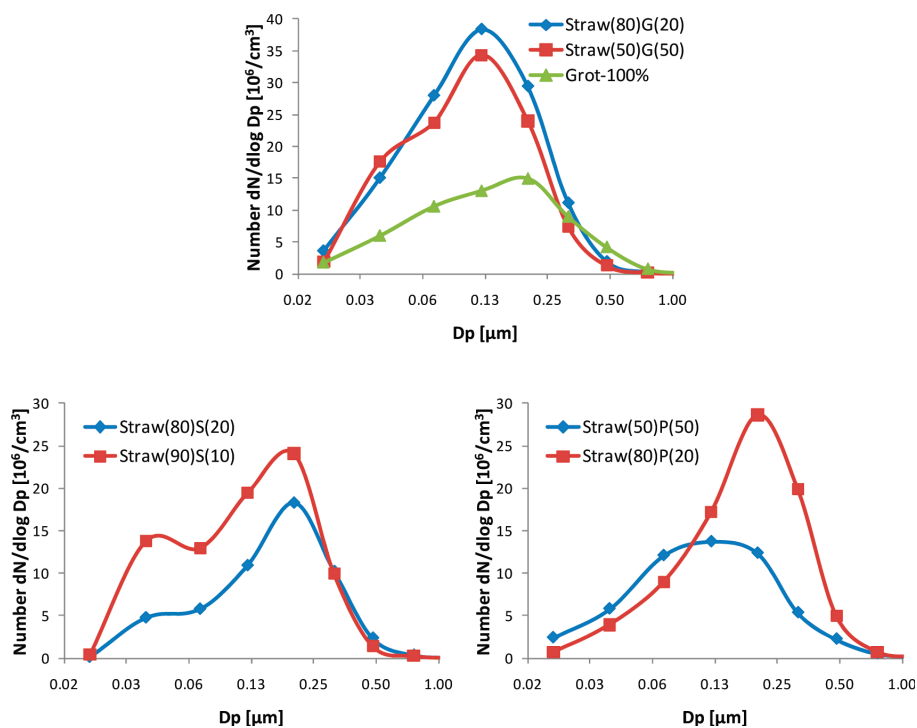 Number dN/dlog Dp [10⁶/cm³]
40
35
30
25
20
15
10
5
0
Straw(80)G(20)
Straw(50)G(50)
Grot-100%
0.02 0.03 0.06 0.13 0.25 0.50 1.00
Dp [µm]
Number dN/dlog Dp [10⁶/cm³]
30
25
20
15
10
5
0
Straw(80)S(20)
Straw(90)S(10)
0.02 0.03 0.06 0.13 0.25 0.50 1.00
Dp [µm]
Number dN/dlog Dp [10⁶/cm³]
30
25
20
15
10
5
0
Straw(50)P(50)
Straw(80)P(20)
0.02 0.03 0.06 0.13 0.25 0.50 1.00
Dp [µm]